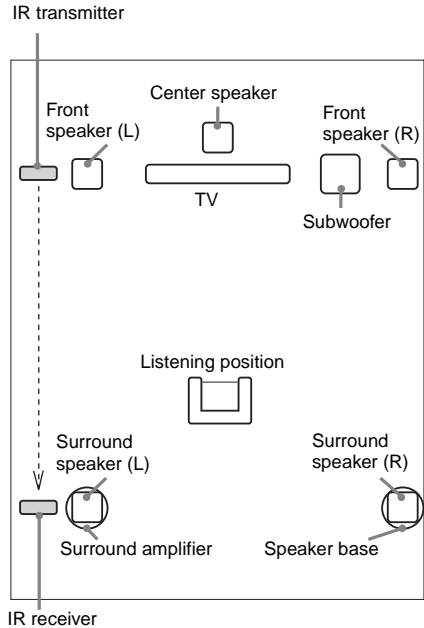 IR transmitter
Center speaker
Front
speaker (L)
Front
speaker (R)
TV
Subwoofer
Listening position
Surround
speaker (L)
Surround
speaker (R)
Surround amplifier
Speaker base
IR receiver